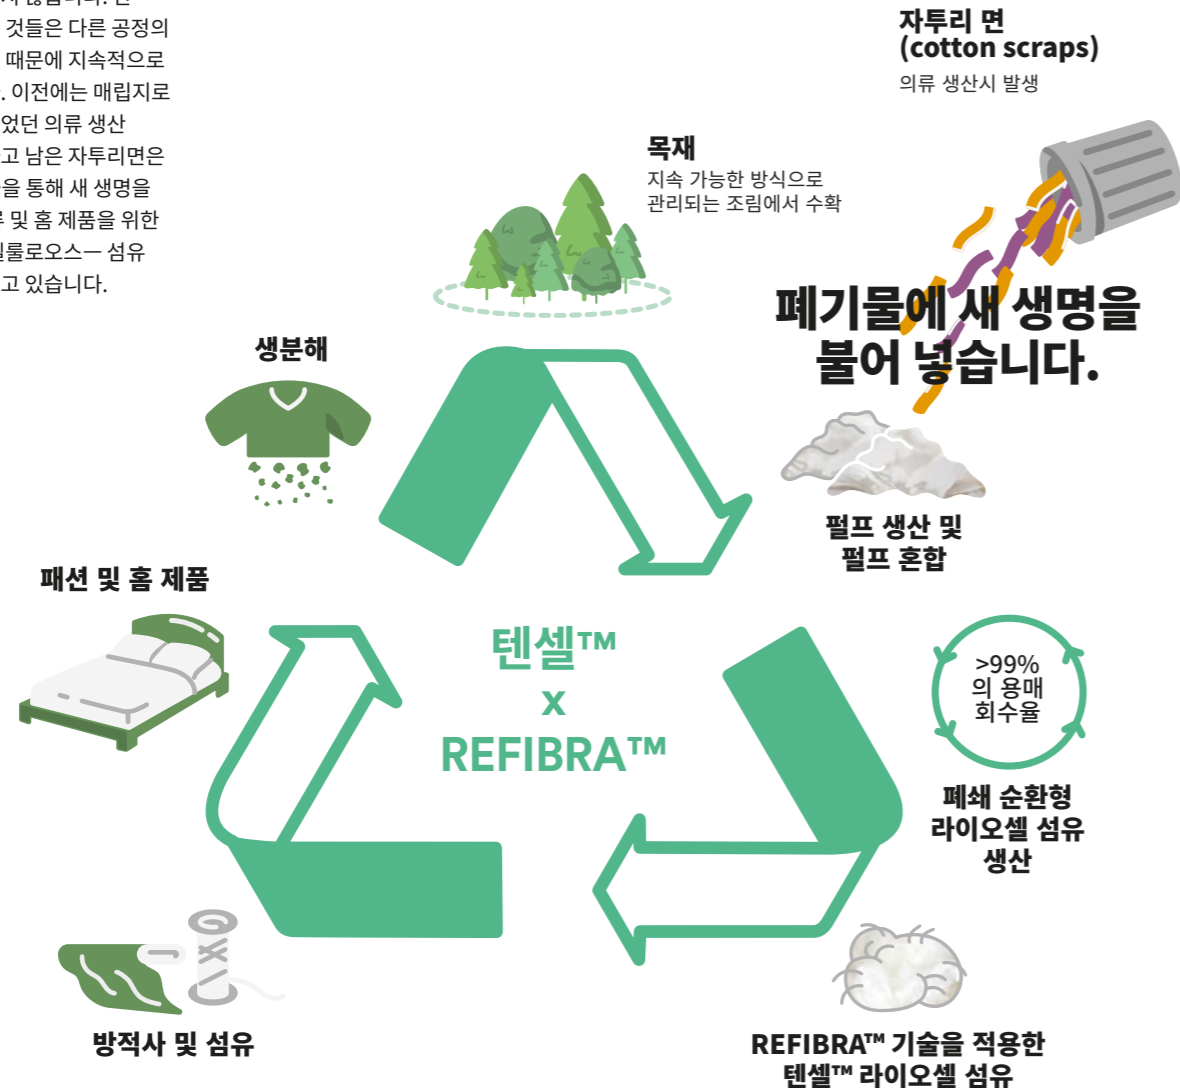 것들은 다른 공정의
때문에 지속적으로
. 이전에는 매립지로
었던 의류 생산
고 남은 자투리면은
을 통해 새 생명을
및 홈 제품을 위한
룰로오스— 섬유
고 있습니다.
자투리 면
(cotton scraps)
의류 생산시 발생
목재
지속 가능한 방식으로
관리되는 조림에서 수확
폐기물에 새 생명을
불어 넣습니다.
생분해
펄프 생산 및
펄프 혼합
패션 및 홈 제품
텐셀™
x
REFIBRA™
>99%
의 용매
회수율
폐쇄 순환형
라이오셀 섬유
생산
방적사 및 섬유
REFIBRA™ 기술을 적용한
텐셀™ 라이오셀 섬유